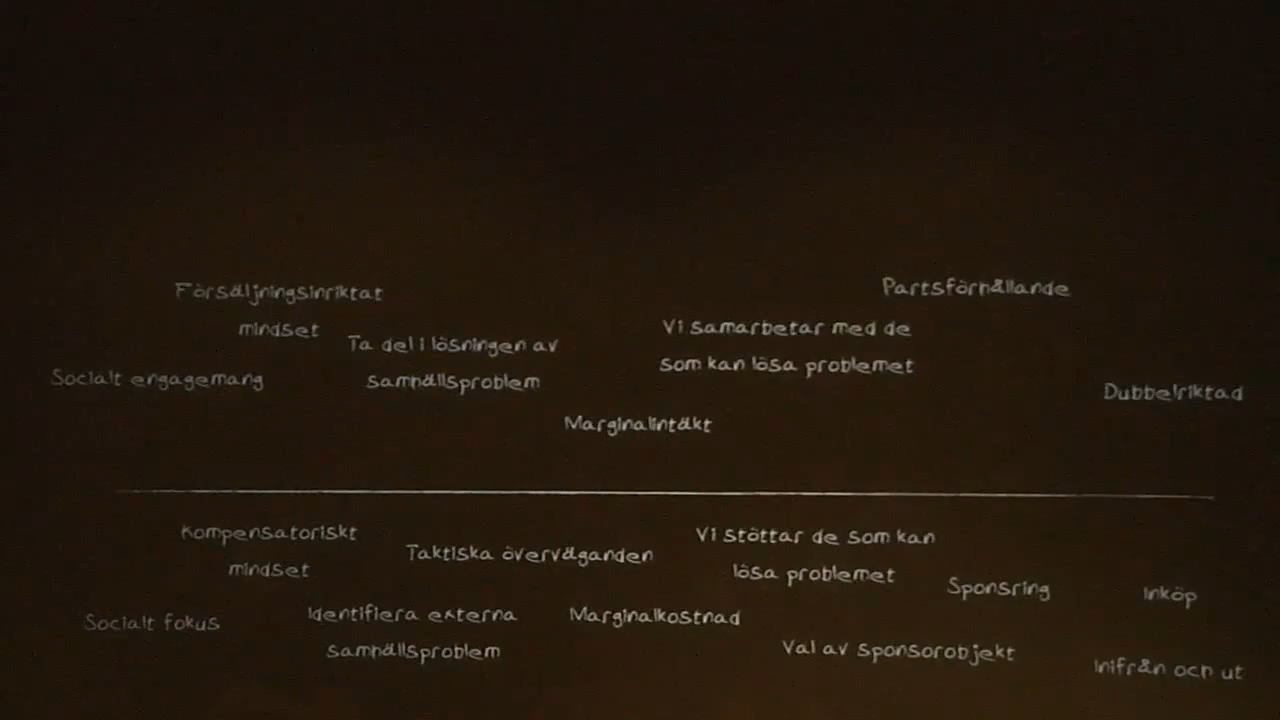 Försäljningsinriktat
mindset
Socialt engagemang
Ta del i lösningen av
samhällsproblem
Marginalintäkt
Vi samarbetar med de
som kan lösa problemet
Partsförhållande
Dubbelriktad
Kompensatoriskt
mindset
Socialt fokus
Taktiska överväganden
Identifiera externa
samhällsproblem
Marginalkostnad
Vi stöttar de som kan
lösa problemet
Val av sponsorobjekt
Sponsring
Inköp
Inifrån och ut